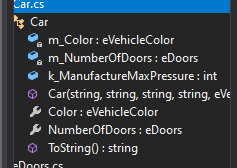 Car.cs
Car
m_Color : eVehicleColor
m_NumberOfDoors : eDoors
k_ManufactureMaxPressure : int
Car(string, string, string, string, eVe
Color : eVehicleColor
NumberOfDoors : eDoors
ToString() : string
eDoors.cs